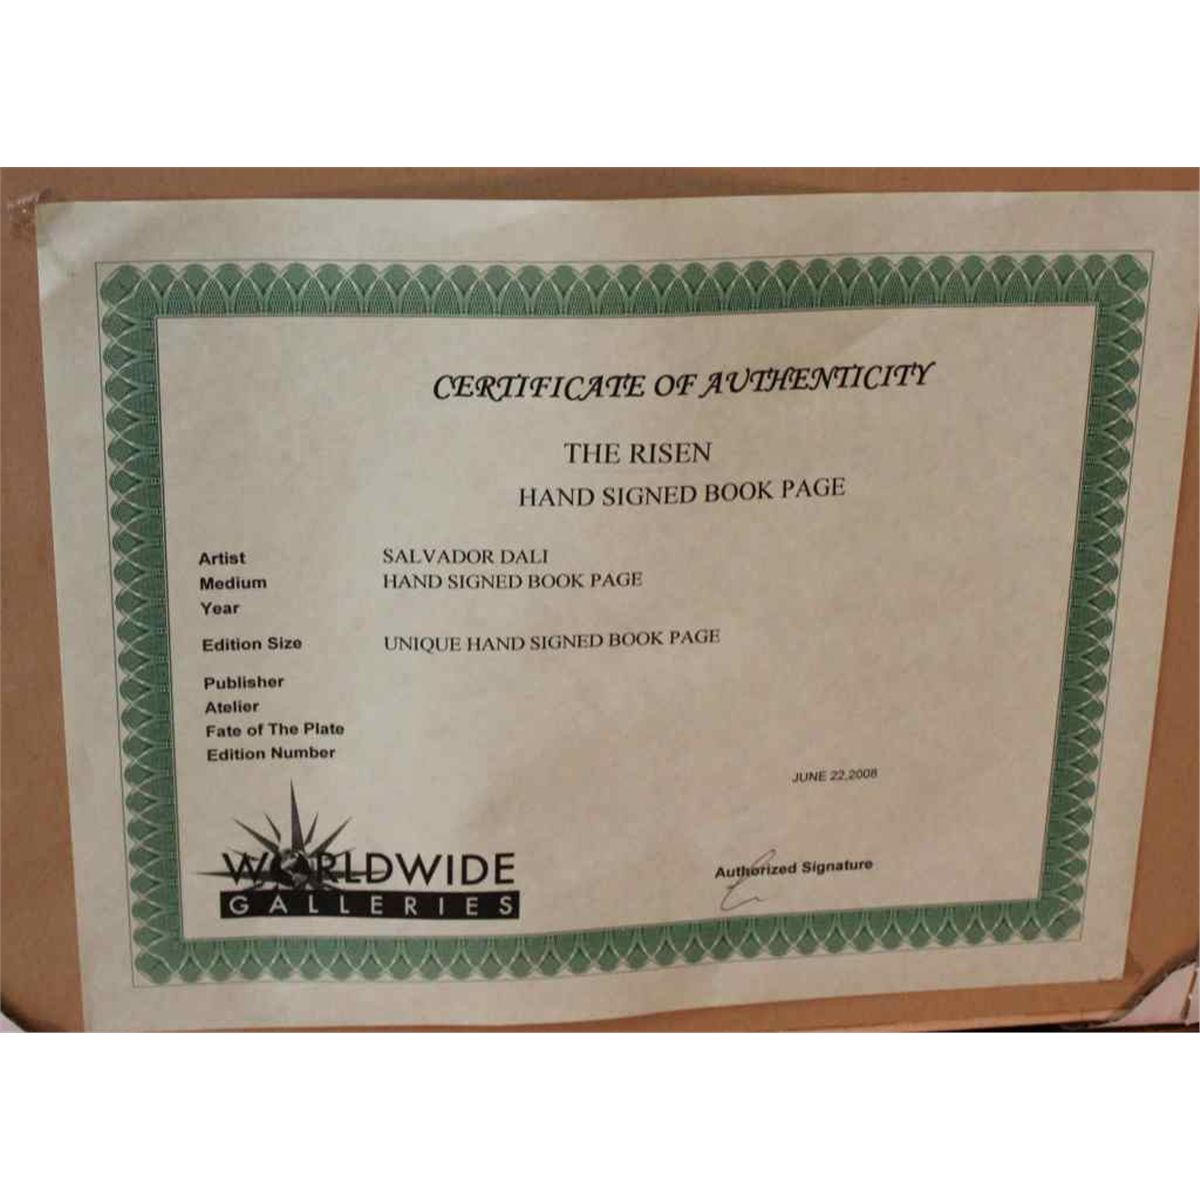 CERTIFICATE OF AUTHENTICITY
THE RISEN
HAND SIGNED BOOK PAGE
Artist SALVADOR DALI
Medium HAND SIGNED BOOK PAGE
Year
Edition Size UNIQUE HAND SIGNED BOOK PAGE
Publisher
Atelier
Fate of The Plate
Edition Number
JUNE 22,2008
WORLDWIDE
GALLERIES
Authorized Signature